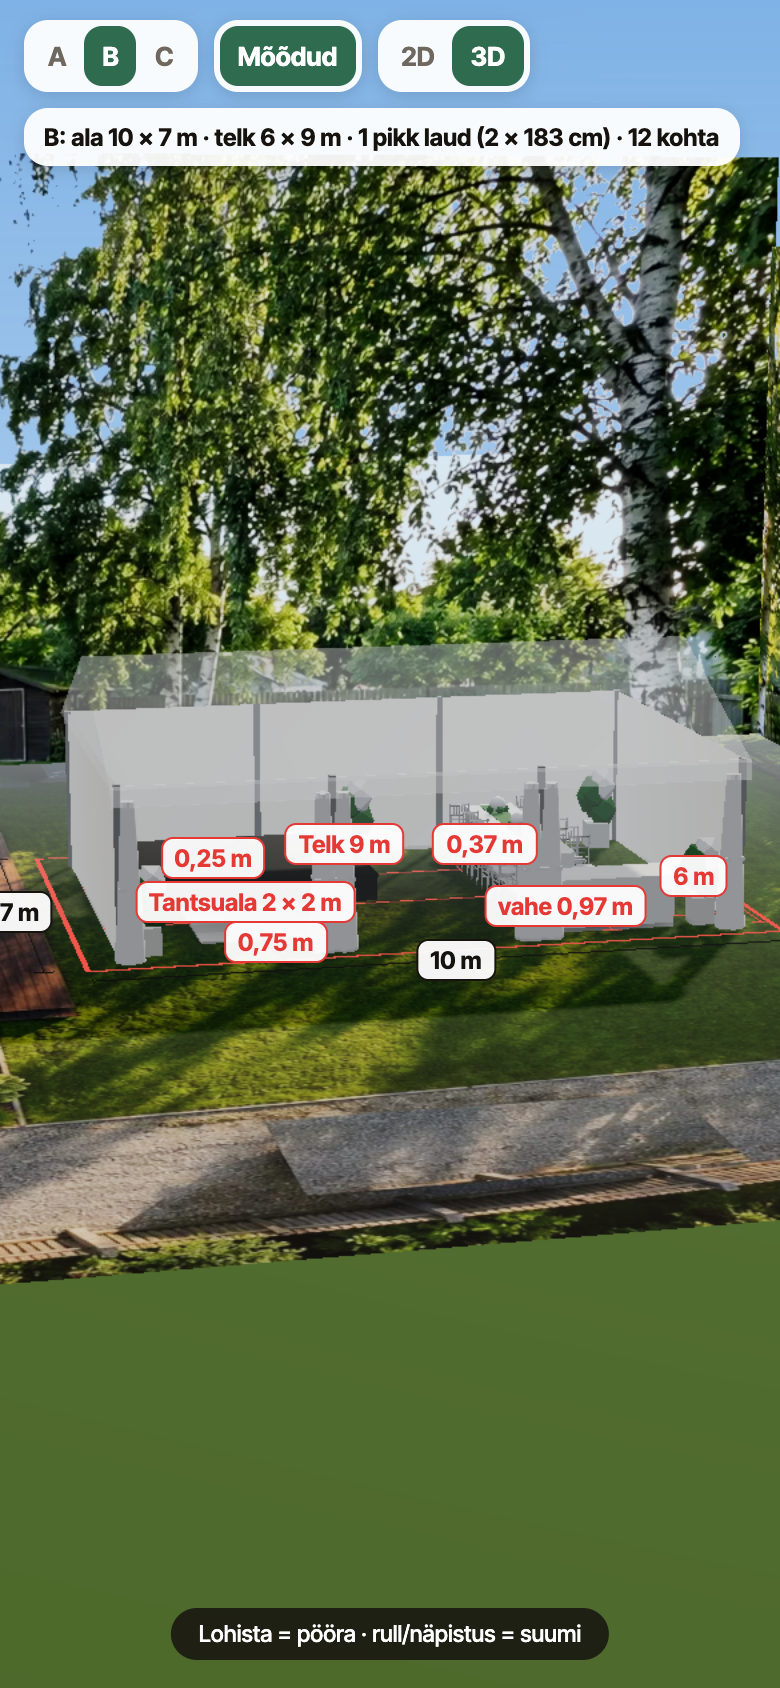 A B C Mõõdud 2D 3D
B: ala 10 × 7 m · telk 6 × 9 m · 1 pikk laud (2 × 183 cm) · 12 kohta
0,25 m
Telk 9 m
0,37 m
6 m
Tantsuala 2 × 2 m
vahe 0,97 m
7 m
0,75 m
10 m
Lohista = pööra · rull/näpistus = suumi